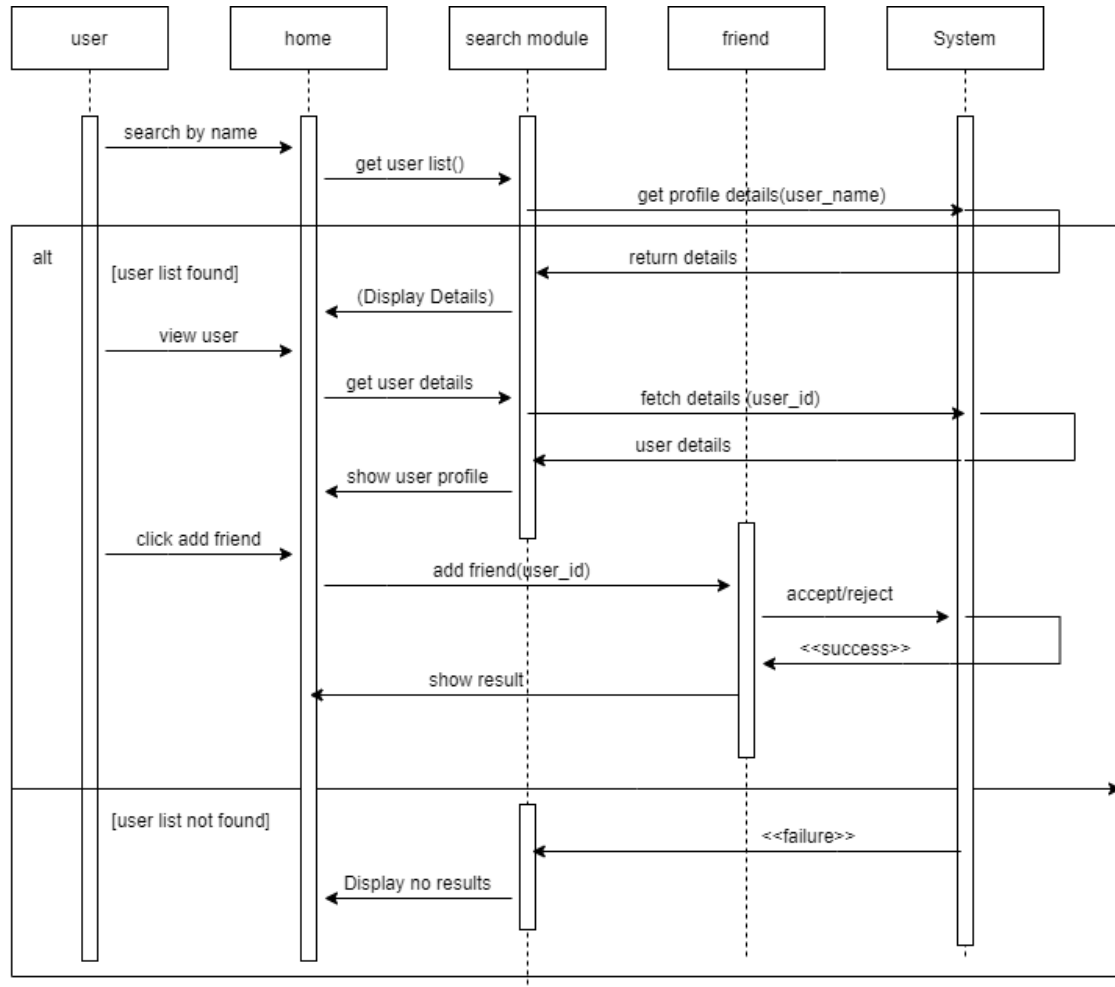 user
home
search module
friend
System
search by name
get user list()
get profile details(user_name)
alt
[user list found]
return details
(Display Details)
view user
get user details
fetch details (user_id)
user details
show user profile
click add friend
add friend(user_id)
accept/reject
<<success>>
show result
[user list not found]
<<failure>>
Display no results